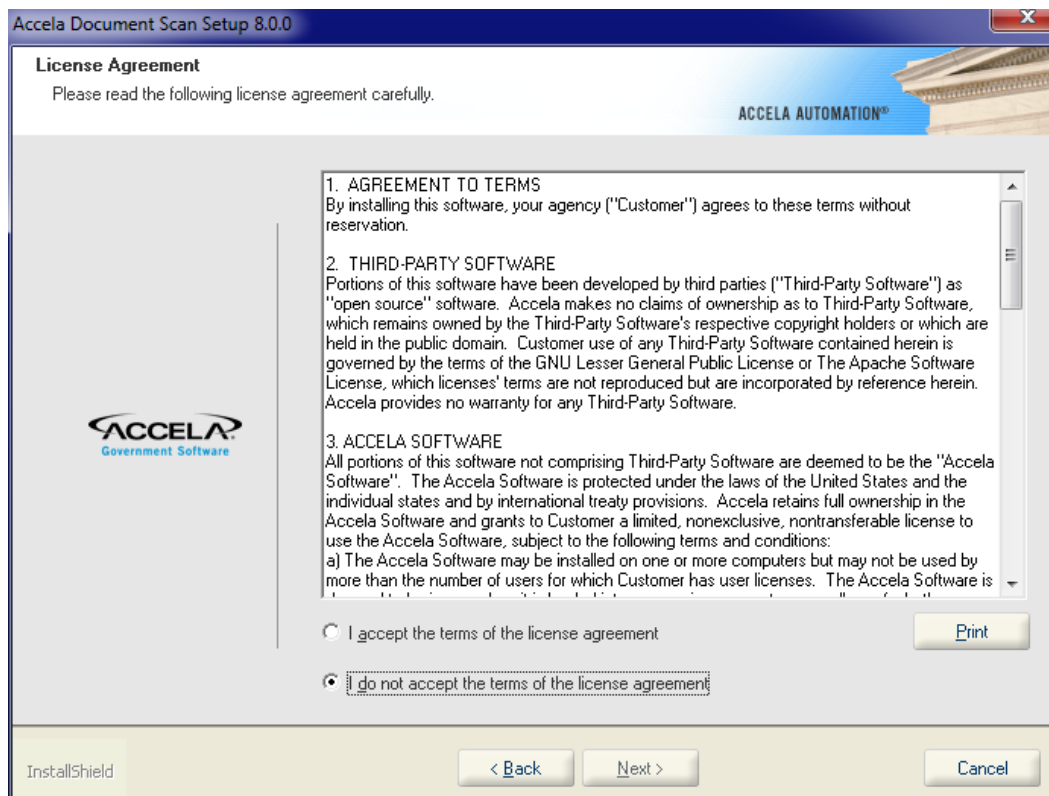 Accela Document Scan Setup 8.0.0
License Agreement
Please read the following license agreement carefully.
ACCELA AUTOMATION®
1. AGREEMENT TO TERMS
By installing this software, your agency ("Customer") agrees to these terms without
reservation.
2. THIRD-PARTY SOFTWARE
Portions of this software have been developed by third parties ("Third-Party Software") as
"open source" software. Accela makes no claims of ownership as to Third-Party Software,
which remains owned by the Third-Party Software's respective copyright holders or which are
held in the public domain. Customer use of any Third-Party Software contained herein is
governed by the terms of the GNU Lesser General Public License or The Apache Software
License, which licenses' terms are not reproduced but are incorporated by reference herein.
Accela provides no warranty for any Third-Party Software.
3. ACCELA SOFTWARE
All portions of this software not comprising Third-Party Software are deemed to be the "Accela
Software". The Accela Software is protected under the laws of the United States and the
individual states and by international treaty provisions. Accela retains full ownership in the
Accela Software and grants to Customer a limited, nonexclusive, nontransferable license to
use the Accela Software, subject to the following terms and conditions:
a) The Accela Software may be installed on one or more computers but may not be used by
more than the number of users for which Customer has user licenses. The Accela Software is
ACCELA
Government Software
I accept the terms of the license agreement
Print
I do not accept the terms of the license agreement
InstallShield
< Back
Next >
Cancel